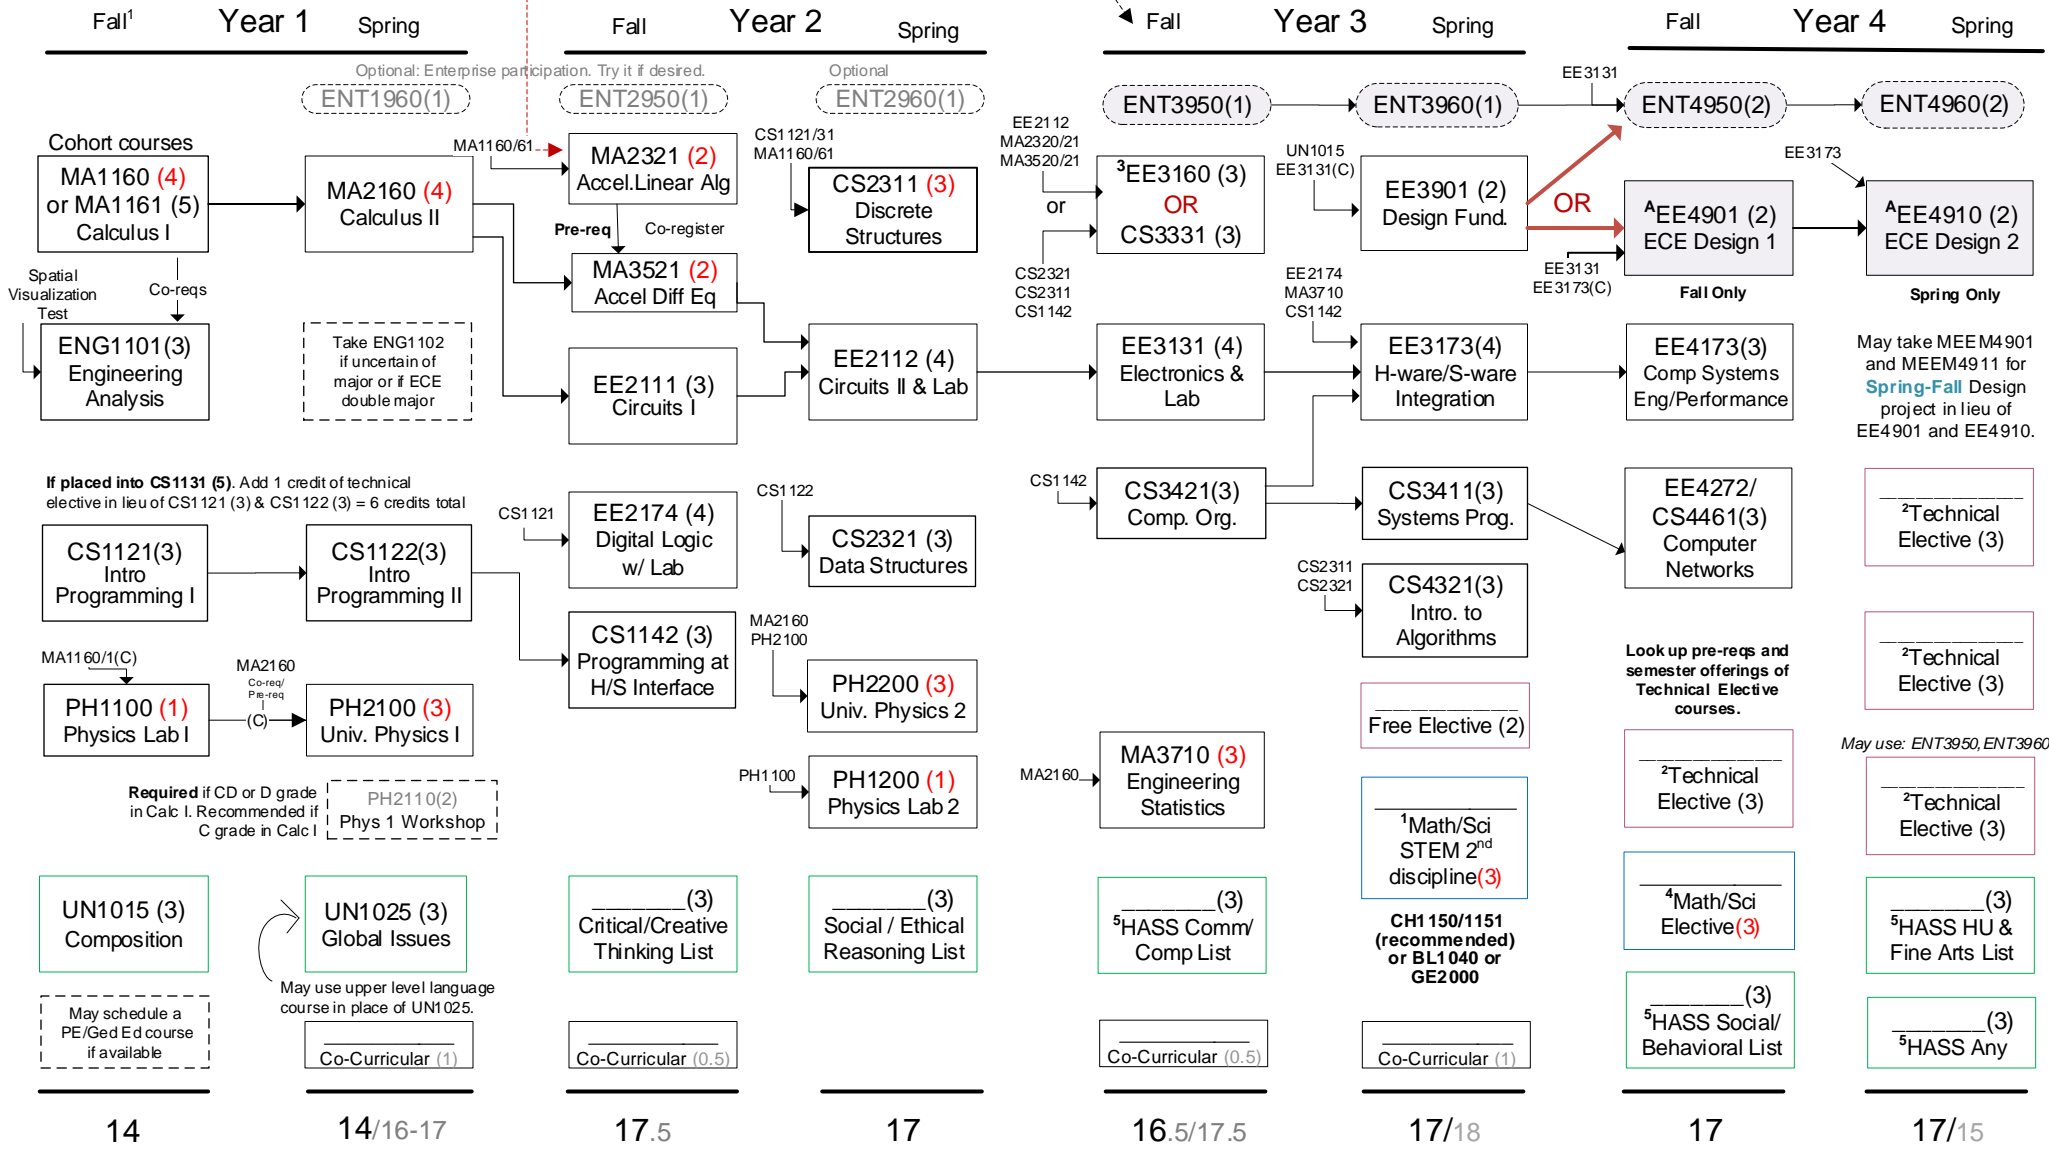 Fall¹ Year 1 Spring
Fall Year 2 Spring
Fall Year 3 Spring
Fall Year 4 Spring
Optional: Enterprise participation. Try it if desired.
Optional
ENT1960(1)
ENT2950(1)
ENT2960(1)
ENT3950(1)
ENT3960(1)
EE3131
ENT4950(2)
ENT4960(2)
Cohort courses
MA1160 (4)
or MA1161 (5)
Calculus I
MA2160 (4)
Calculus II
MA1160/61
MA2321 (2)
Accel.Linear Alg
Pre-req
Co-register
MA3521 (2)
Accel Diff Eq
CS1121/31
MA1160/61
CS2311 (3)
Discrete
Structures
EE2112
MA2320/21
MA3520/21
or
CS2321
CS2311
CS1142
³EE3160 (3)
OR
CS3331 (3)
UN1015
EE3131(C)
EE3901 (2)
Design Fund.
OR
EE3131
EE3173(C)
ᴬEE4901 (2)
ECE Design 1
Fall Only
EE3173
ᴬEE4910 (2)
ECE Design 2
Spring Only
Spatial
Visualization
Test
Co-reqs
ENG1101(3)
Engineering
Analysis
Take ENG1102
if uncertain of
major or if ECE
double major
EE2111 (3)
Circuits I
EE2112 (4)
Circuits II & Lab
EE3131 (4)
Electronics &
Lab
EE2174
MA3710
CS1142
EE3173(4)
H-ware/S-ware
Integration
EE4173(3)
Comp Systems
Eng/Performance
May take MEEM4901
and MEEM4911 for
Spring-Fall Design
project in lieu of
EE4901 and EE4910.
If placed into CS1131 (5). Add 1 credit of technical
elective in lieu of CS1121 (3) & CS1122 (3) = 6 credits total
CS1121(3)
Intro
Programming I
CS1122(3)
Intro
Programming II
CS1121
EE2174 (4)
Digital Logic
w/ Lab
CS1122
CS2321 (3)
Data Structures
CS1142
CS3421(3)
Comp. Org.
CS3411(3)
Systems Prog.
EE4272/
CS4461(3)
Computer
Networks
____________
²Technical
Elective (3)
CS1142 (3)
Programming at
H/S Interface
CS2311
CS2321
CS4321(3)
Intro. to
Algorithms
____________
²Technical
Elective (3)
MA1160/1(C)
PH1100 (1)
Physics Lab I
MA2160
Co-req/
Pre-req
(C)
PH2100 (3)
Univ. Physics I
MA2160
PH2100
PH2200 (3)
Univ. Physics 2
____________
Free Elective (2)
Look up pre-reqs and
semester offerings of
Technical Elective
courses.
Required if CD or D grade
in Calc I. Recommended if
C grade in Calc I
PH2110(2)
Phys 1 Workshop
PH1100
PH1200 (1)
Physics Lab 2
MA2160
MA3710 (3)
Engineering
Statistics
____________
¹Math/Sci
STEM 2ⁿᵈ
discipline(3)
CH1150/1151
(recommended)
or BL1040 or
GE2000
____________
²Technical
Elective (3)
May use: ENT3950,ENT3960
____________
²Technical
Elective (3)
UN1015 (3)
Composition
UN1025 (3)
Global Issues
May use upper level language
course in place of UN1025.
_______(3)
Critical/Creative
Thinking List
_______(3)
Social / Ethical
Reasoning List
_______(3)
⁵HASS Comm/
Comp List
____________
⁴Math/Sci
Elective(3)
_______(3)
⁵HASS HU &
Fine Arts List
May schedule a
PE/Ged Ed course
if available
____________
Co-Curricular (1)
____________
Co-Curricular (0.5)
____________
Co-Curricular (0.5)
____________
Co-Curricular (1)
_______(3)
⁵HASS Social/
Behavioral List
_______(3)
⁵HASS Any
14
14/16-17
17.5
17
16.5/17.5
17/18
17
17/15